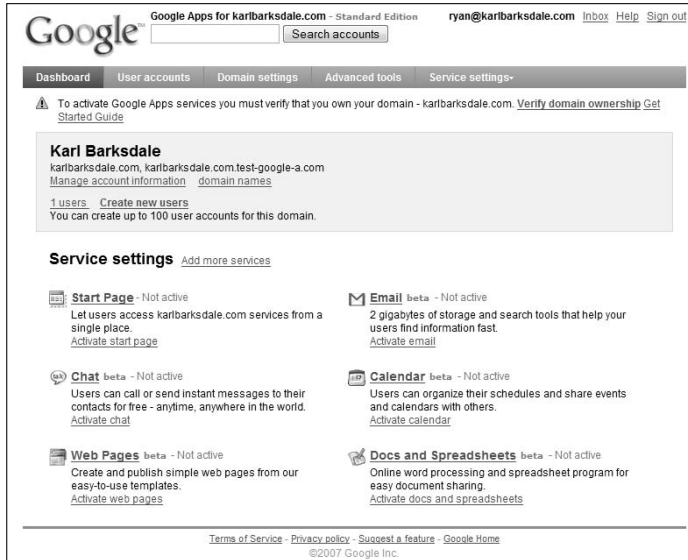 Google™
Google Apps for karlbarksdale.com - Standard Edition
ryan@karlbarksdale.com Inbox Help Sign out
Search accounts
Dashboard User accounts Domain settings Advanced tools Service settings
To activate Google Apps services you must verify that you own your domain - karlbarksdale.com. Verify domain ownership Get
Started Guide
Karl Barksdale
karlbarksdale.com, karlbarksdale.com.test-google-a.com
Manage account information domain names
1 users Create new users
You can create up to 100 user accounts for this domain.
Service settings Add more services
Start Page - Not active
Let users access karlbarksdale.com services from a
single place.
Activate start page
Email beta - Not active
2 gigabytes of storage and search tools that help your
users find information fast.
Activate email
talk
Chat beta - Not active
Users can call or send instant messages to their
contacts for free - anytime, anywhere in the world.
Activate chat
Calendar beta - Not active
Users can organize their schedules and share events
and calendars with others.
Activate calendar
Web Pages beta - Not active
Create and publish simple web pages from our
easy-to-use templates.
Activate web pages
Docs and Spreadsheets beta - Not active
Online word processing and spreadsheet program for
easy document sharing.
Activate docs and spreadsheets
Terms of Service - Privacy policy - Suggest a feature - Google Home
©2007 Google Inc.